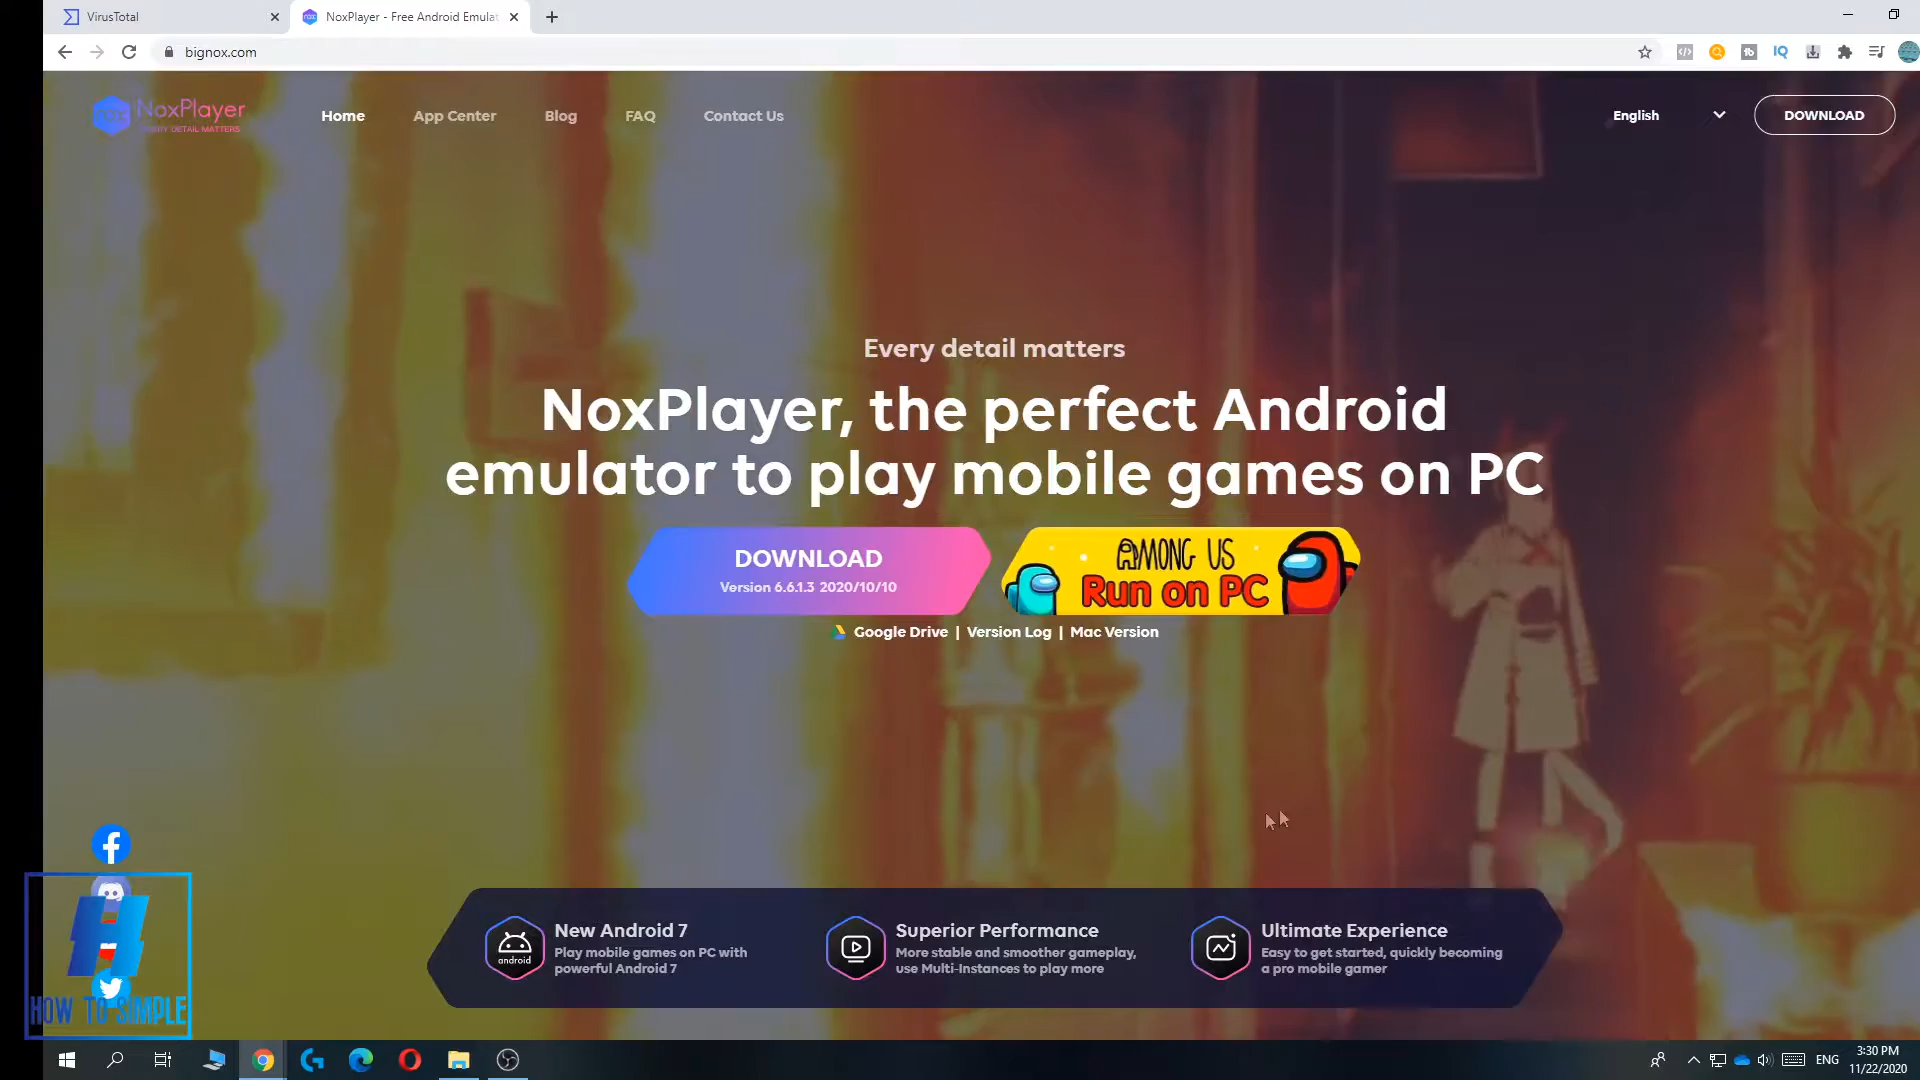 VirusTotal
NoxPlayer - Free Android Emulat
bignox.com
nox
NoxPlayer
EVERY DETAIL MATTERS
Home
App Center
Blog
FAQ
Contact Us
English
DOWNLOAD
Every detail matters
NoxPlayer, the perfect Android
emulator to play mobile games on PC
DOWNLOAD
Version 6.6.1.3 2020/10/10
AMONG US
Run on PC
Google Drive | Version Log | Mac Version
android
New Android 7
Play mobile games on PC with
powerful Android 7
Superior Performance
More stable and smoother gameplay,
use Multi-Instances to play more
Ultimate Experience
Easy to get started, quickly becoming
a pro mobile gamer
HOW TO SIMPLE
ENG
3:30 PM
11/22/2020